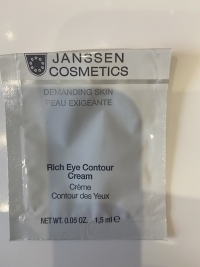 JANSSEN
COSMETICS
DEMANDING SKIN
PEAU EXIGEANTE
Rich Eye Contour
Cream
Crème
Contour des Yeux
NET WT. 0.05 OZ. 1,5 ml ℮